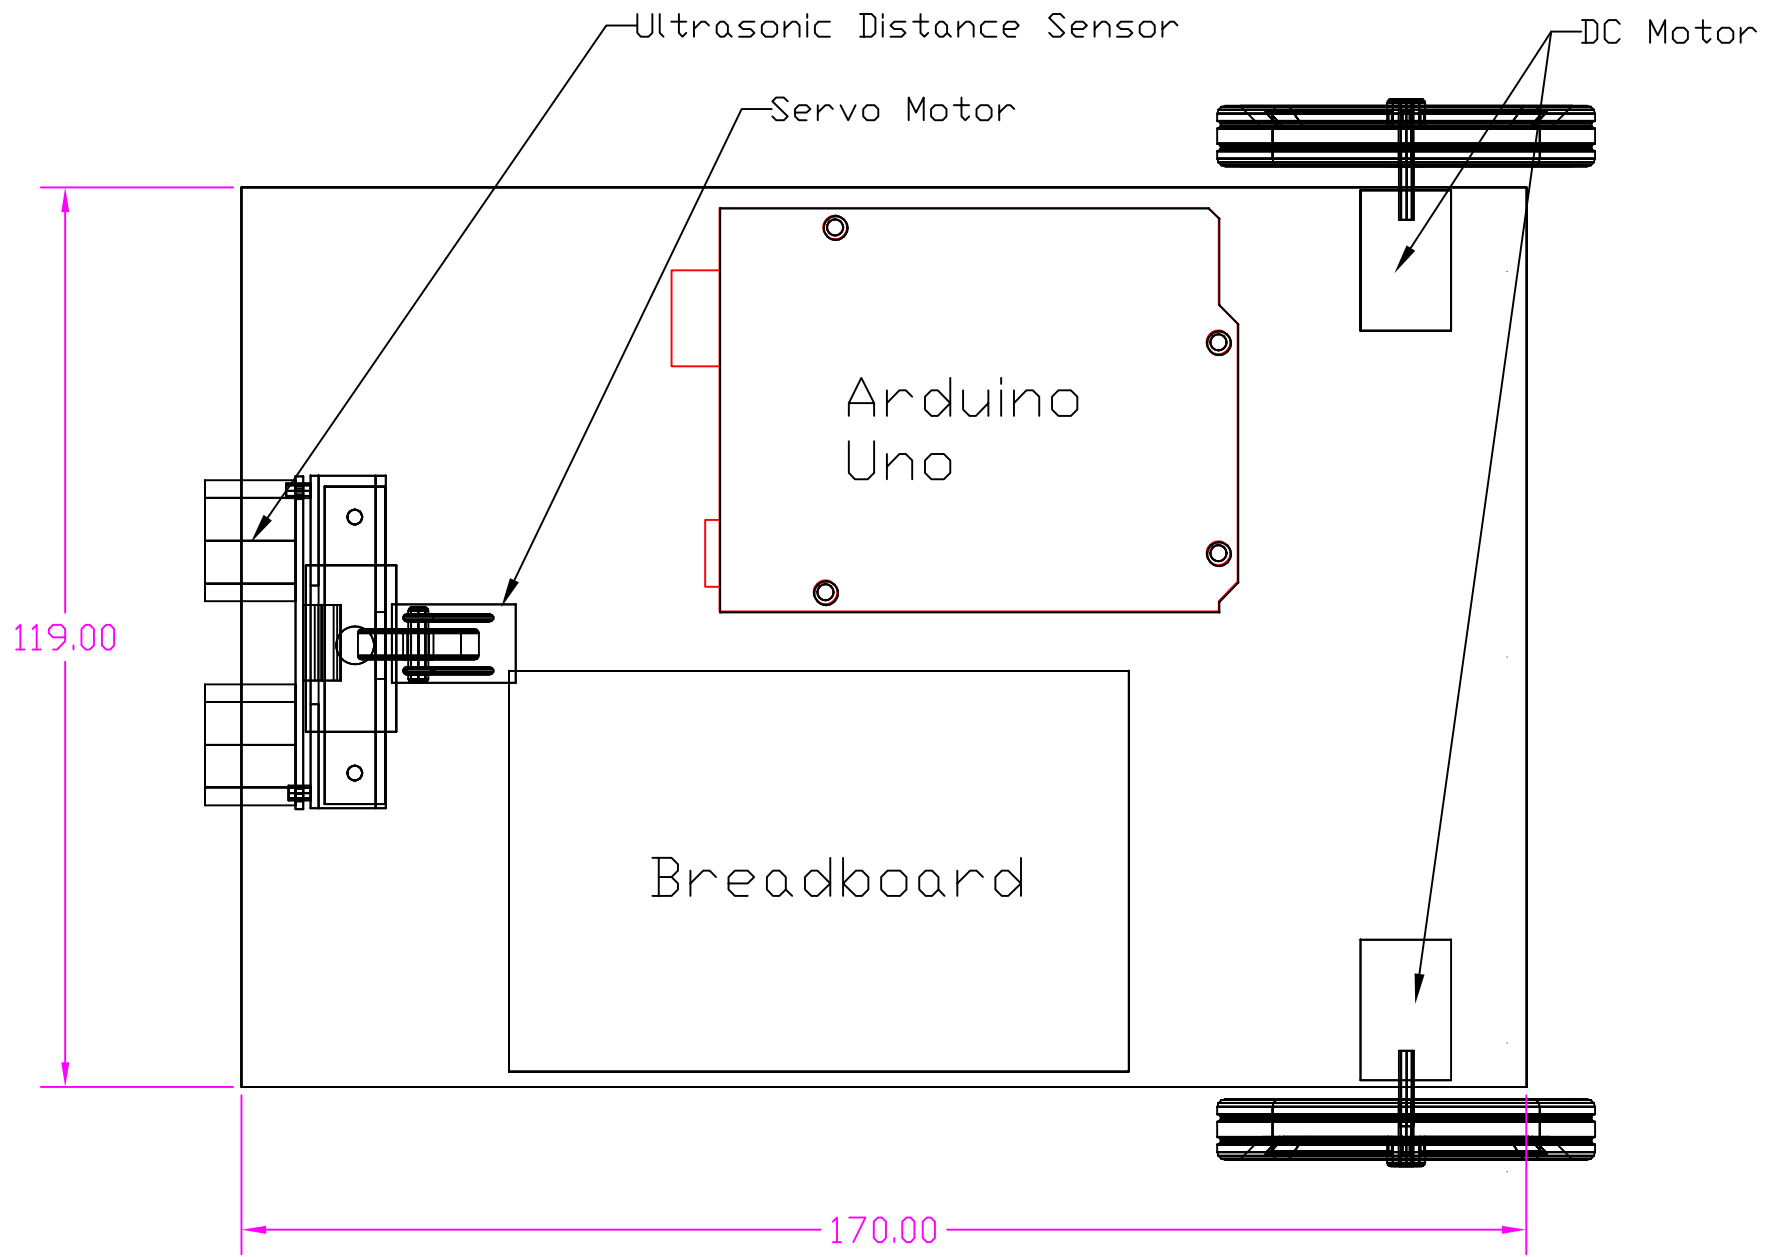 Ultrasonic Distance Sensor
DC Motor
Servo Motor
Arduino
Uno
119.00
Breadboard
170.00